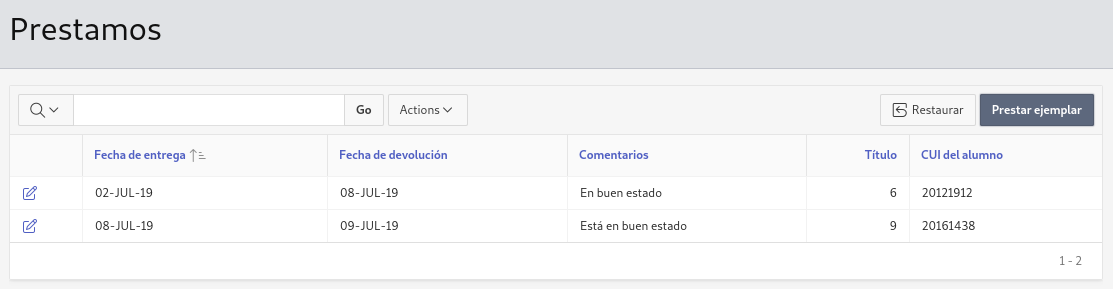 Prestamos
Go Actions Restaurar Prestar ejemplar
Fecha de entrega Fecha de devolución Comentarios Título CUI del alumno
02-JUL-19 08-JUL-19 En buen estado 6 20121912
08-JUL-19 09-JUL-19 Está en buen estado 9 20161438
1 - 2